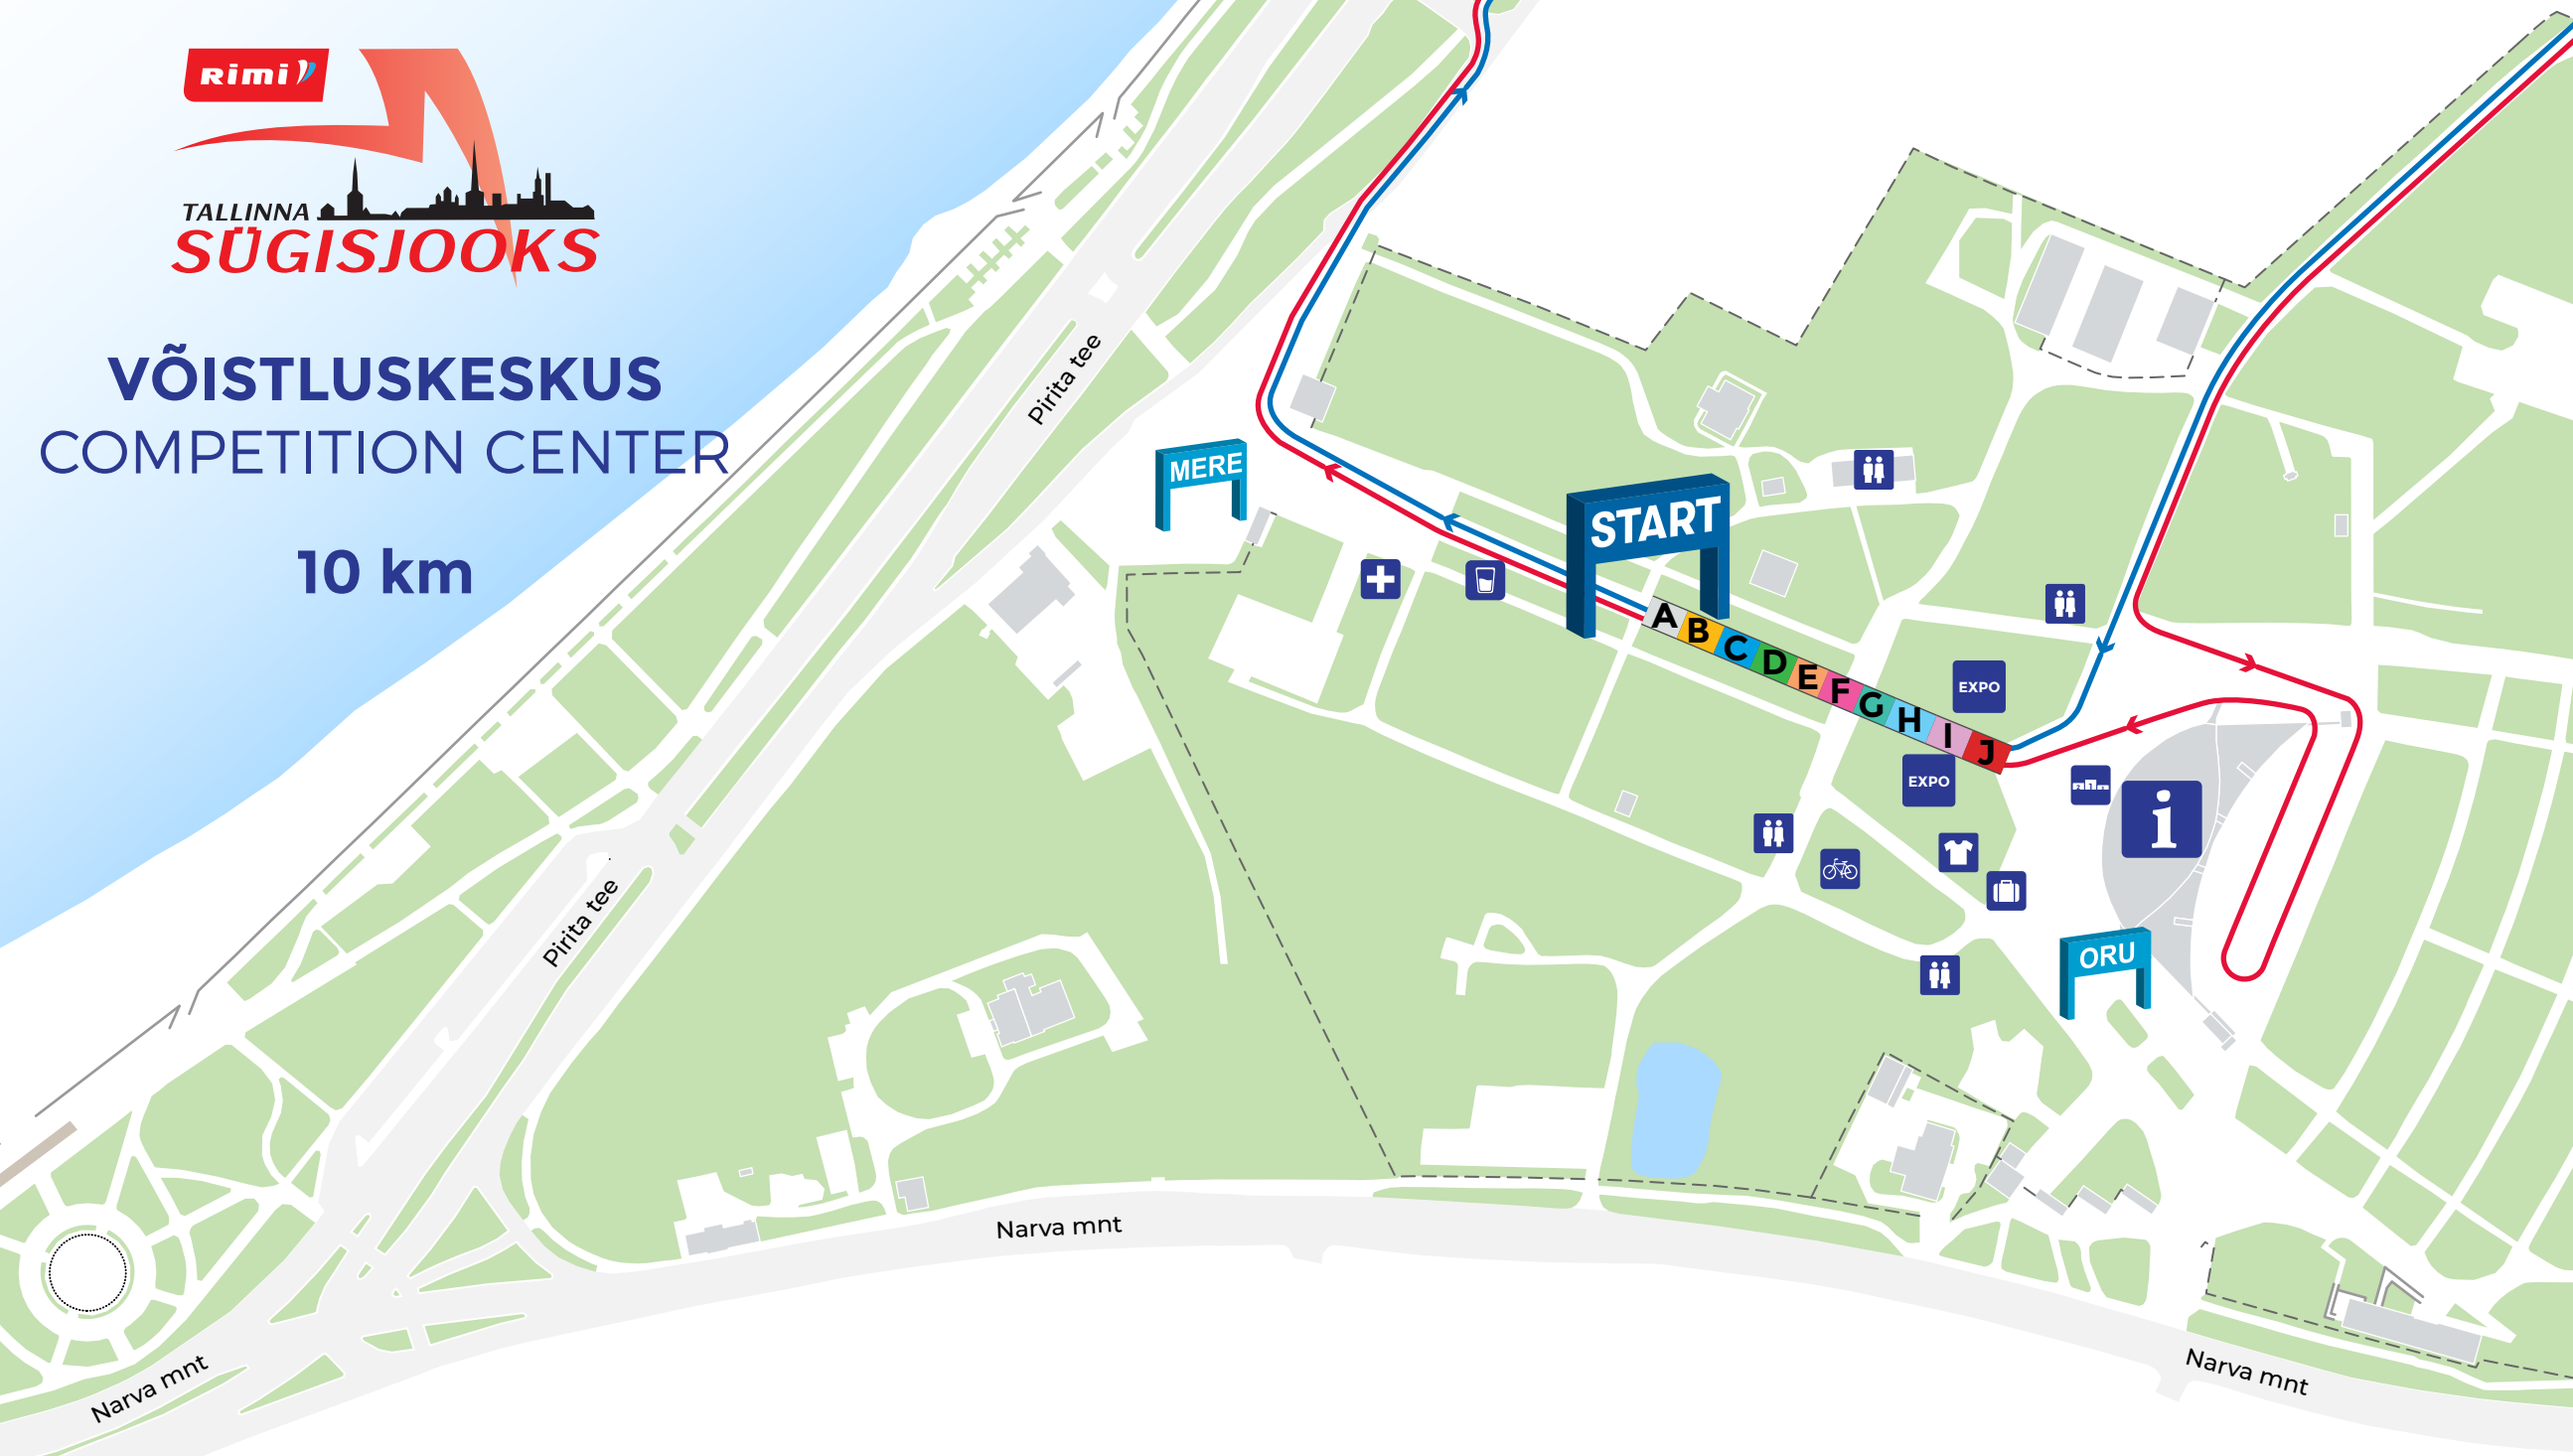 Rimi
TALLINNA
SÜGISJOOKS
VÕISTLUSKESKUS
COMPETITION CENTER
10 km
Pirita tee
MERE
START
A B C D E F G H I J
EXPO
EXPO
i
Pirita tee
ORU
Narva mnt
Narva mnt
Narva mnt